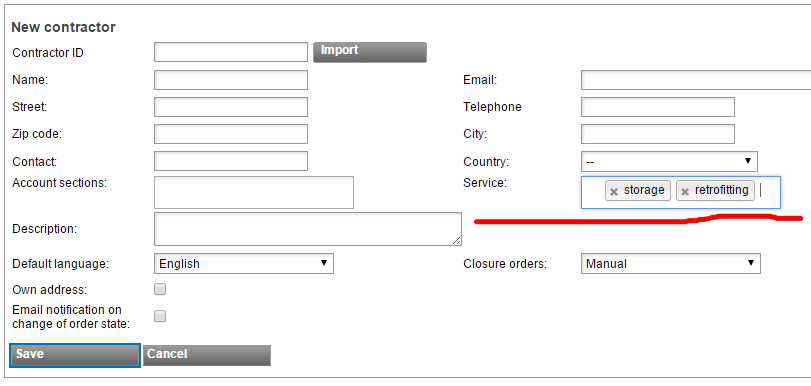 New contractor
Contractor ID Import
Name: Email:
Street: Telephone
Zip code: City:
Contact: Country: --
Account sections: Service: × storage × retrofitting
Description:
Default language: English Closure orders: Manual
Own address:
Email notification on
change of order state:
Save Cancel